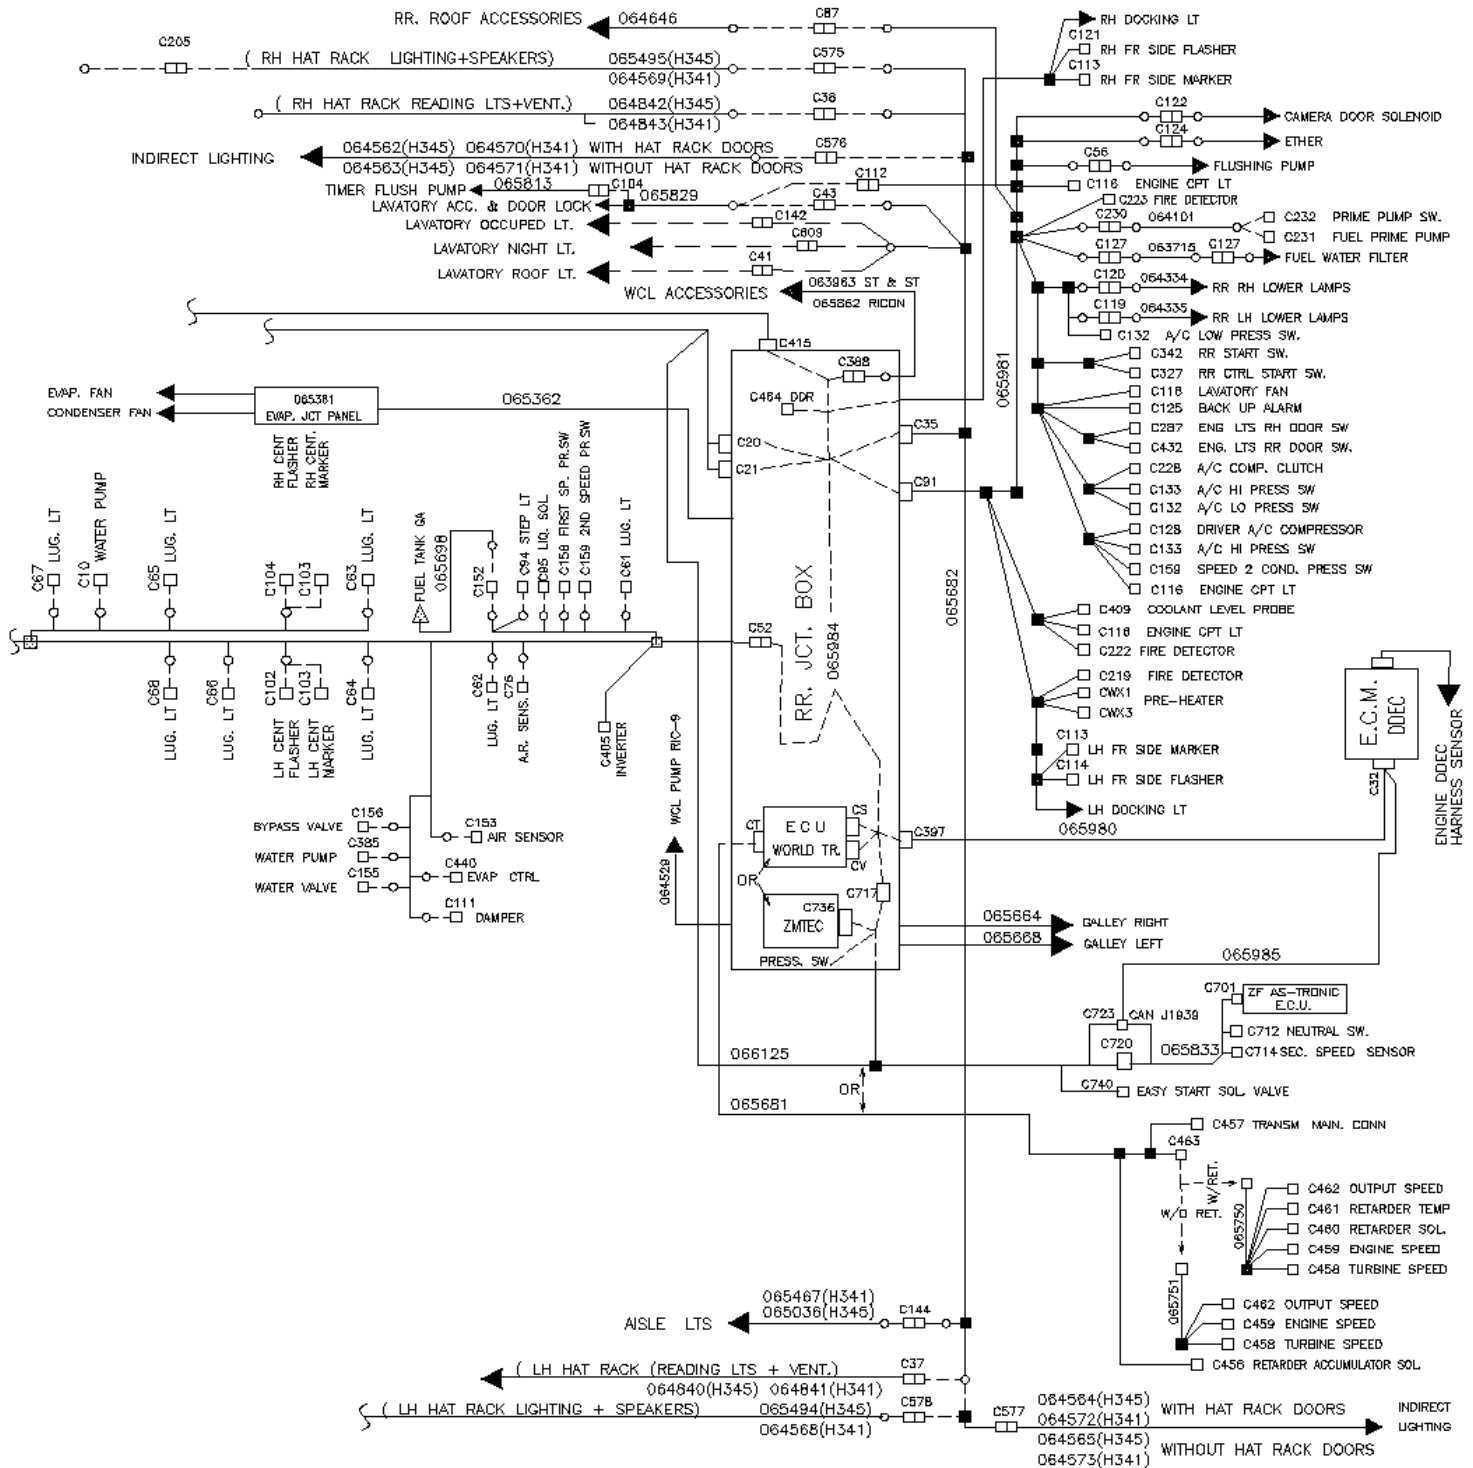 RR. ROOF ACCESSORIES
064646
C87
C205
( RH HAT RACK LIGHTING+SPEAKERS)
065495(H345)
064569(H341)
C575
( RH HAT RACK READING LTS+VENT.)
064842(H345)
064843(H341)
C36
INDIRECT LIGHTING
064562(H345) 064570(H341) WITH HAT RACK DOORS
064563(H345) 064571(H341) WITHOUT HAT RACK DOORS
C576
TIMER FLUSH PUMP
065813
C104
065829
C112
LAVATORY ACC. & DOOR LOCK
C43
LAVATORY OCCUPED LT.
C142
LAVATORY NIGHT LT.
C609
LAVATORY ROOF LT.
C41
WCL ACCESSORIES
063963 ST & ST
065862 RICON
RH DOCKING LT
C121
RH FR SIDE FLASHER
C113
RH FR SIDE MARKER
C122
CAMERA DOOR SOLENOID
C124
ETHER
C56
FLUSHING PUMP
C116 ENGINE CPT LT
C223 FIRE DETECTOR
C230
064101
C232 PRIME PUMP SW.
C231 FUEL PRIME PUMP
C127
063715
C127
FUEL WATER FILTER
C120
064334
RR RH LOWER LAMPS
C119
064335
RR LH LOWER LAMPS
C132 A/C LOW PRESS SW.
C342 RR START SW.
C327 RR CTRL START SW.
C118 LAVATORY FAN
C125 BACK UP ALARM
C287 ENG LTS RH DOOR SW
C432 ENG. LTS RR DOOR SW.
C228 A/C COMP. CLUTCH
C133 A/C HI PRESS SW
C132 A/C LO PRESS SW
C128 DRIVER A/C COMPRESSOR
C133 A/C HI PRESS SW
C159 SPEED 2 COND. PRESS SW
C116 ENGINE CPT LT
C409 COOLANT LEVEL PROBE
C116 ENGINE CPT LT
C222 FIRE DETECTOR
C219 FIRE DETECTOR
CWX1
PRE-HEATER
CWX3
C113
LH FR SIDE MARKER
C114
LH FR SIDE FLASHER
LH DOCKING LT
065981
065682
C415
C388
C464 DDR
C20
C21
C35
C91
EVAP. FAN
CONDENSER FAN
065361
EVAP. JCT PANEL
065362
RH CENT.
FLASHER
RH CENT.
MARKER
C67 LUG. LT
C10 WATER PUMP
C65 LUG. LT
C104
C103
C63 LUG. LT
FUEL TANK GA
065698
C152
C94 STEP LT
C95 LIQ. SOL
C158 FIRST SP. PR.SW
C159 2ND SPEED PR.SW
C61 LUG. LT
C52
RR. JCT. BOX
065984
C68
LUG. LT
C66
LUG. LT
C102
LH CENT
FLASHER
C103
LH CENT
MARKER
C64
LUG. LT
C62
LUG. LT
C76
A.R. SENS.
C405
INVERTER
WCL PUMP RIC-9
064529
C156
BYPASS VALVE
C385
WATER PUMP
C155
WATER VALVE
C153
AIR SENSOR
C440
EVAP CTRL
C111
DAMPER
CT
ECU
WORLD TR.
CS
CV
OR
ZMTEC
C736
C717
PRESS. SW.
C397
065980
E.C.M.
DDEC
C32
ENGINE DDEC
HARNESS SENSOR
065664
GALLEY RIGHT
065668
GALLEY LEFT
065985
C723
CAN J1939
C720
C701
ZF AS-TRONIC
E.C.U.
C712 NEUTRAL SW.
065833
C714 SEC. SPEED SENSOR
C740
EASY START SOL. VALVE
066125
OR
065681
C457 TRANSM MAIN. CONN
C463
W/RET.
W/O RET.
065750
C462 OUTPUT SPEED
C461 RETARDER TEMP
C460 RETARDER SOL.
C459 ENGINE SPEED
C458 TURBINE SPEED
065751
C462 OUTPUT SPEED
C459 ENGINE SPEED
C458 TURBINE SPEED
C456 RETARDER ACCUMULATOR SOL
AISLE LTS
065467(H341)
065036(H345)
C144
( LH HAT RACK (READING LTS + VENT.)
064840(H345) 064841(H341)
C37
( LH HAT RACK LIGHTING + SPEAKERS)
065494(H345)
064568(H341)
C578
C577
064564(H345)
064572(H341)
WITH HAT RACK DOORS
064565(H345)
064573(H341)
WITHOUT HAT RACK DOORS
INDIRECT
LIGHTING